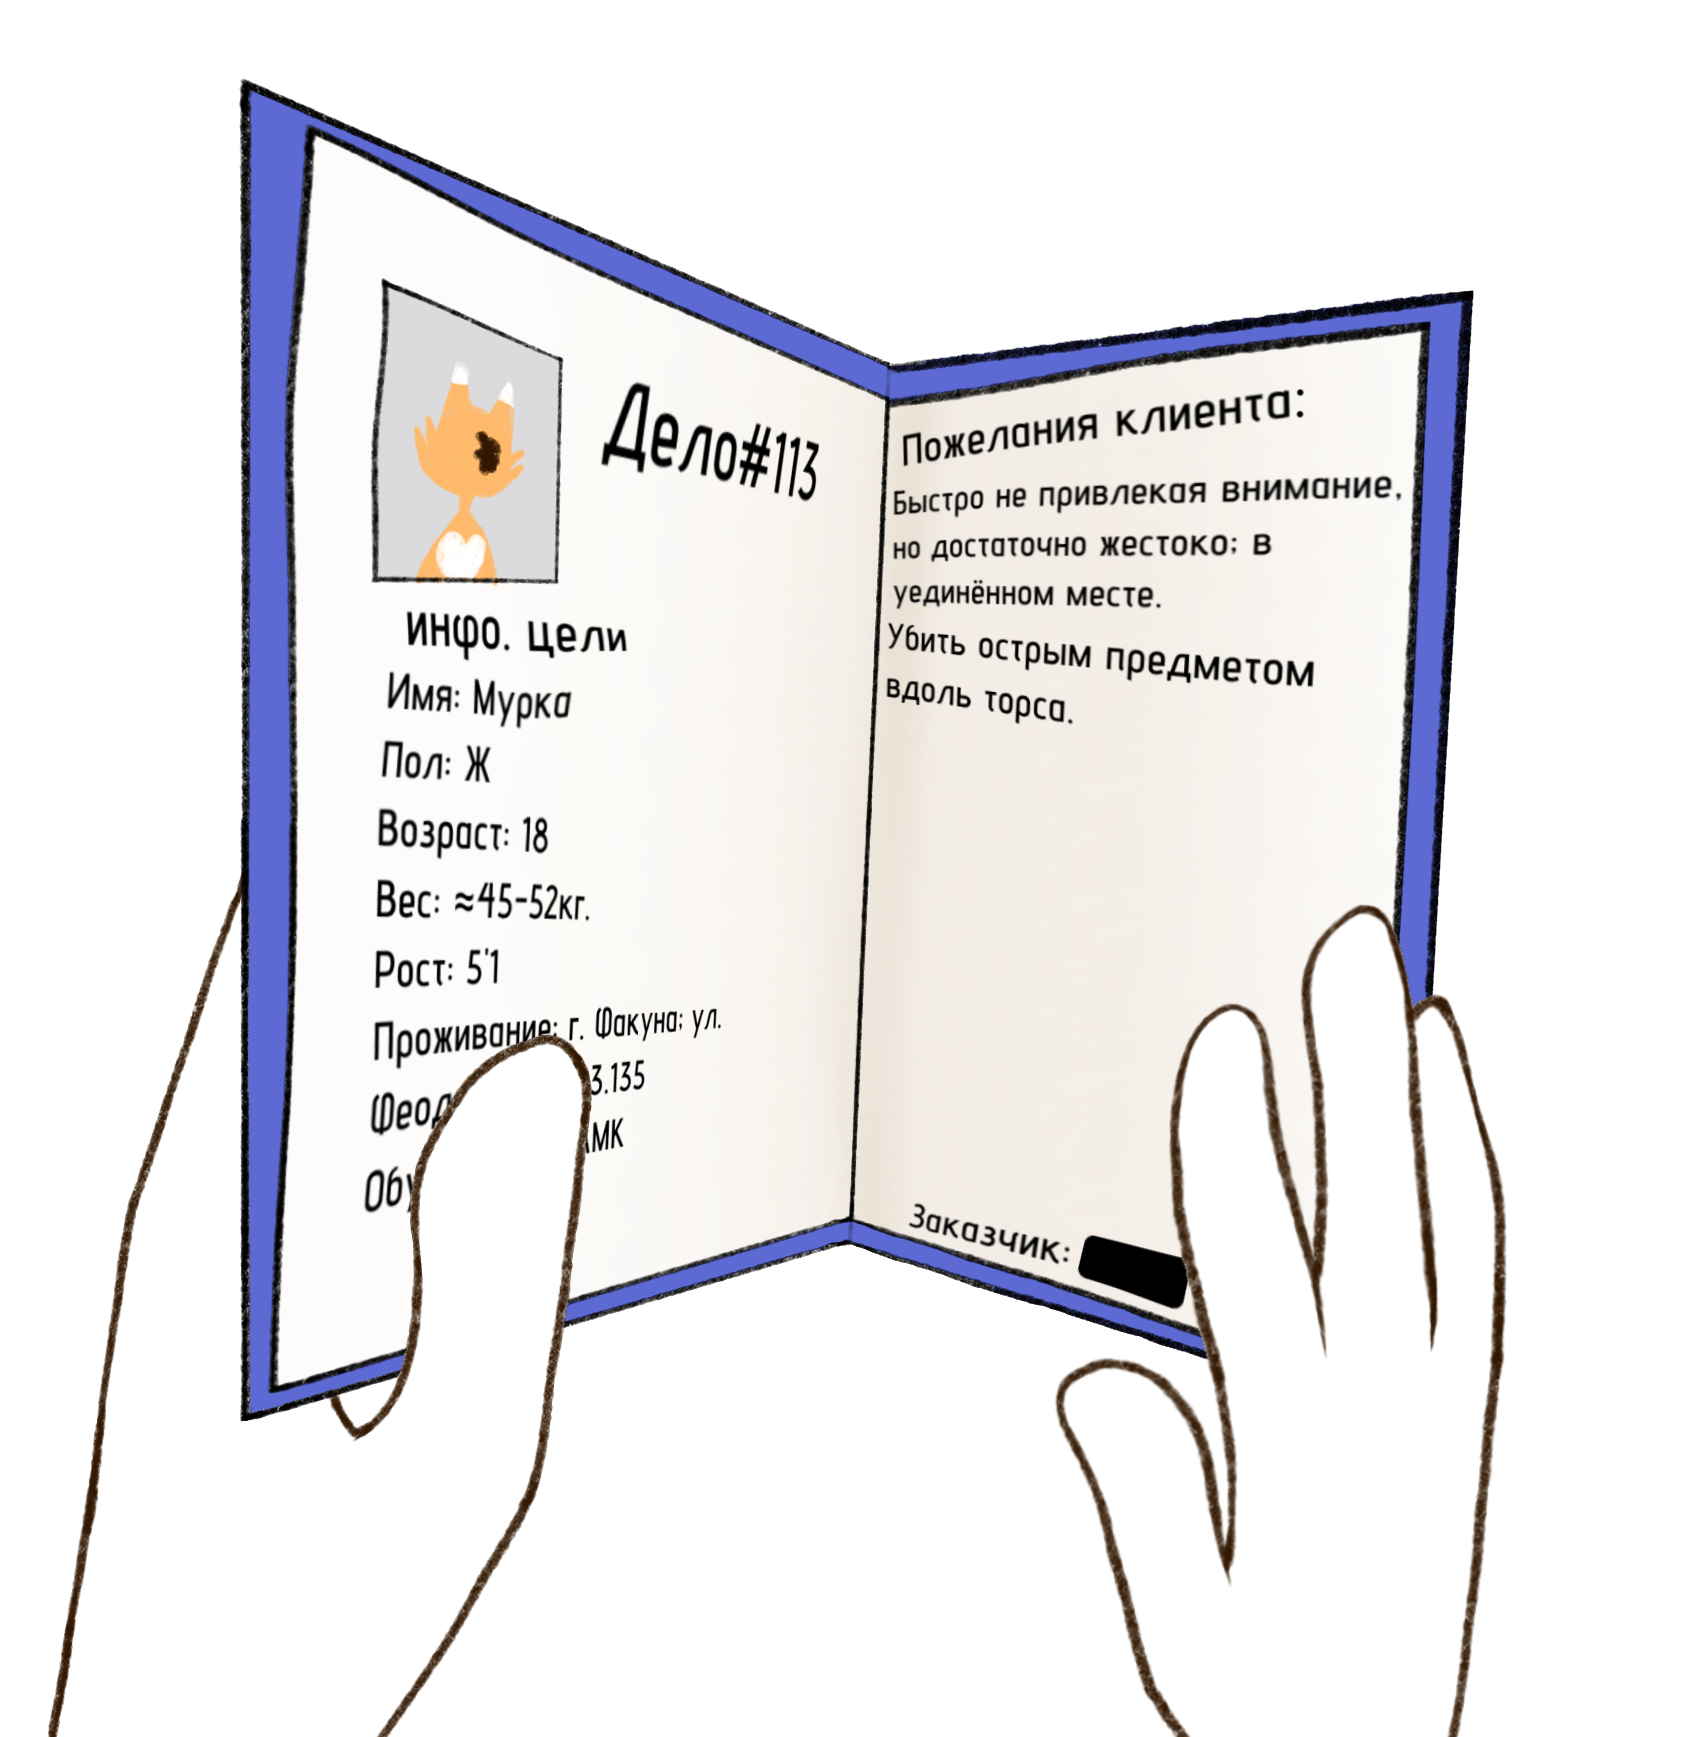 Дело#113
инфо. цели
Имя: Мурка
Пол: Ж
Возраст: 18
Вес: ≈45-52кг.
Рост: 5'1
Проживание: г. Факуна; ул.
3.135
Пожелания клиента:
Быстро не привлекая внимание,
но достаточно жестоко; в
уединённом месте.
Убить острым предметом
вдоль торса.
Заказчик: